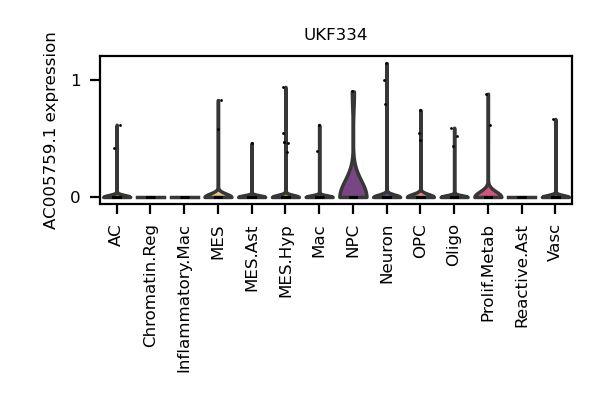 UKF334
AC005759.1 expression
1
0
AC
Chromatin.Reg
Inflammatory.Mac
MES
MES.Ast
MES.Hyp
Mac
NPC
Neuron
OPC
Oligo
Prolif.Metab
Reactive.Ast
Vasc